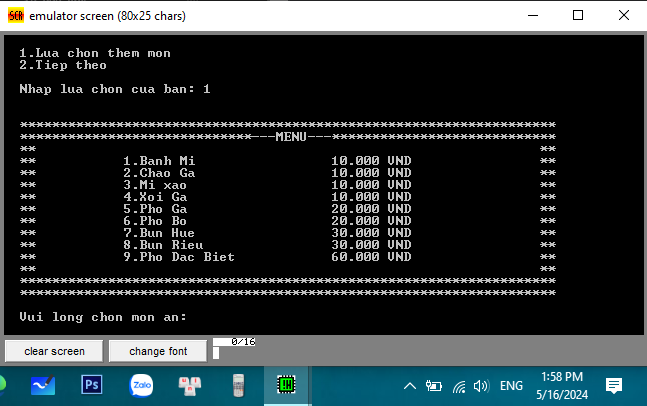 emulator screen (80x25 chars)
1.Lua chon them mon
2.Tiep theo
Nhap lua chon cua ban: 1
*******************************************************************
*****************************---MENU---****************************
** **
** 1.Banh Mi 10.000 VND **
** 2.Chao Ga 10.000 VND **
** 3.Mi xao 10.000 VND **
** 4.Xoi Ga 10.000 VND **
** 5.Pho Ga 20.000 VND **
** 6.Pho Bo 20.000 VND **
** 7.Bun Hue 30.000 VND **
** 8.Bun Rieu 30.000 VND **
** 9.Pho Dac Biet 60.000 VND **
** **
*******************************************************************
*******************************************************************
Vui long chon mon an:
clear screen change font 0/16
Ps Zalo ENG 1:58 PM
5/16/2024